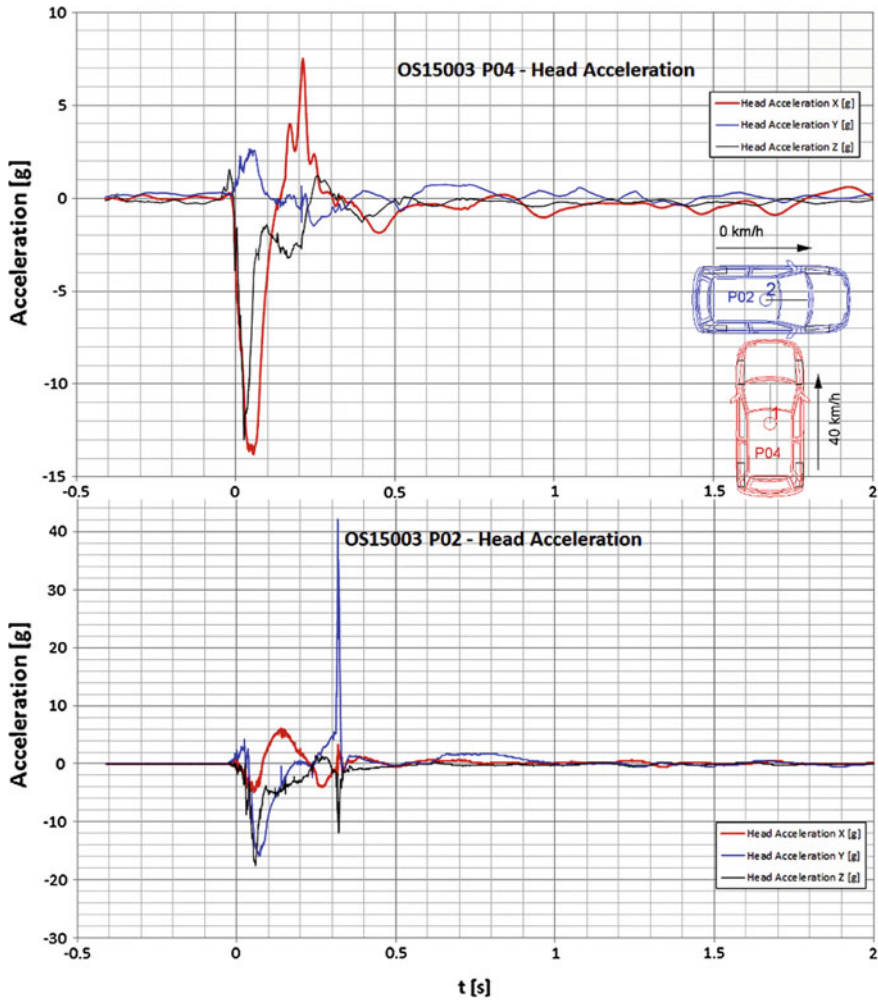 10
OS15003 P04 - Head Acceleration
Head Acceleration X [g]
Head Acceleration Y [g]
Head Acceleration Z [g]
5
0
-5
-10
-15
Acceleration [g]
0 km/h
P02
2
1
P04
40 km/h
-0.5
0
0.5
1
1.5
2
OS15003 P02 - Head Acceleration
40
30
20
10
0
-10
-20
-30
Acceleration [g]
Head Acceleration X [g]
Head Acceleration Y [g]
Head Acceleration Z [g]
-0.5
0
0.5
1
1.5
2
t [s]